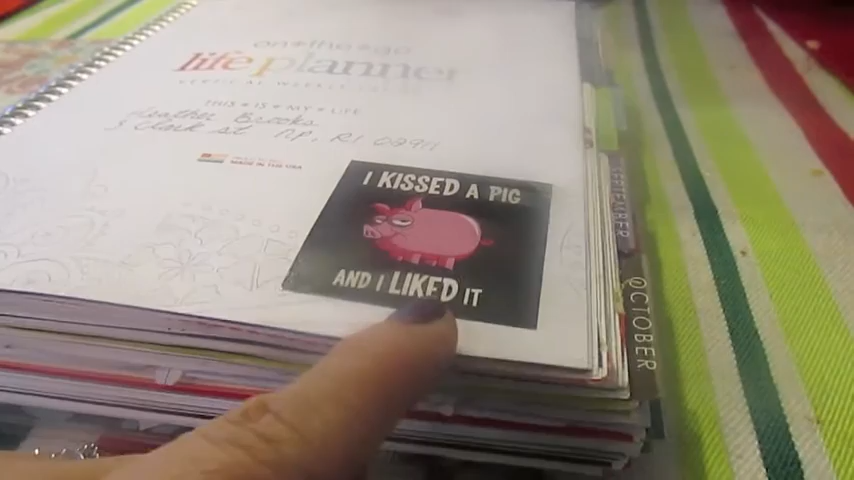 on•the•go
life planner
THIS • IS • MY • LIFE
Heather Brooks
MADE IN THE USA
I KISSED A PIG
AND I LIKED IT
SEPTEMBER
OCTOBER